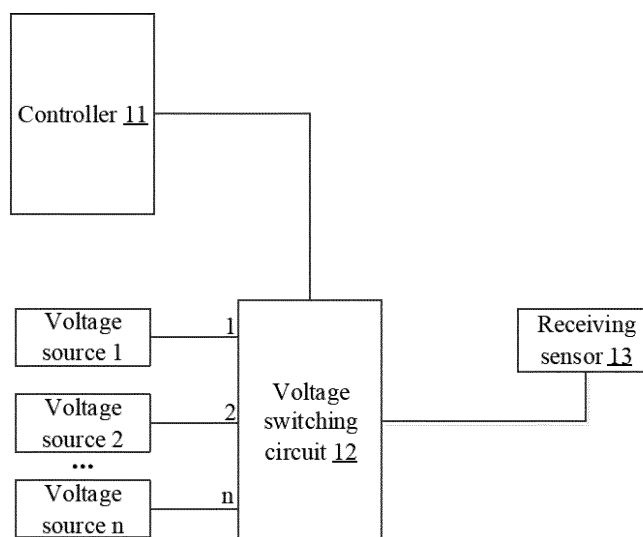 Controller 11
Voltage
source 1
1
Voltage
source 2
2
...
Voltage
source n
n
Voltage
switching
circuit 12
Receiving
sensor 13